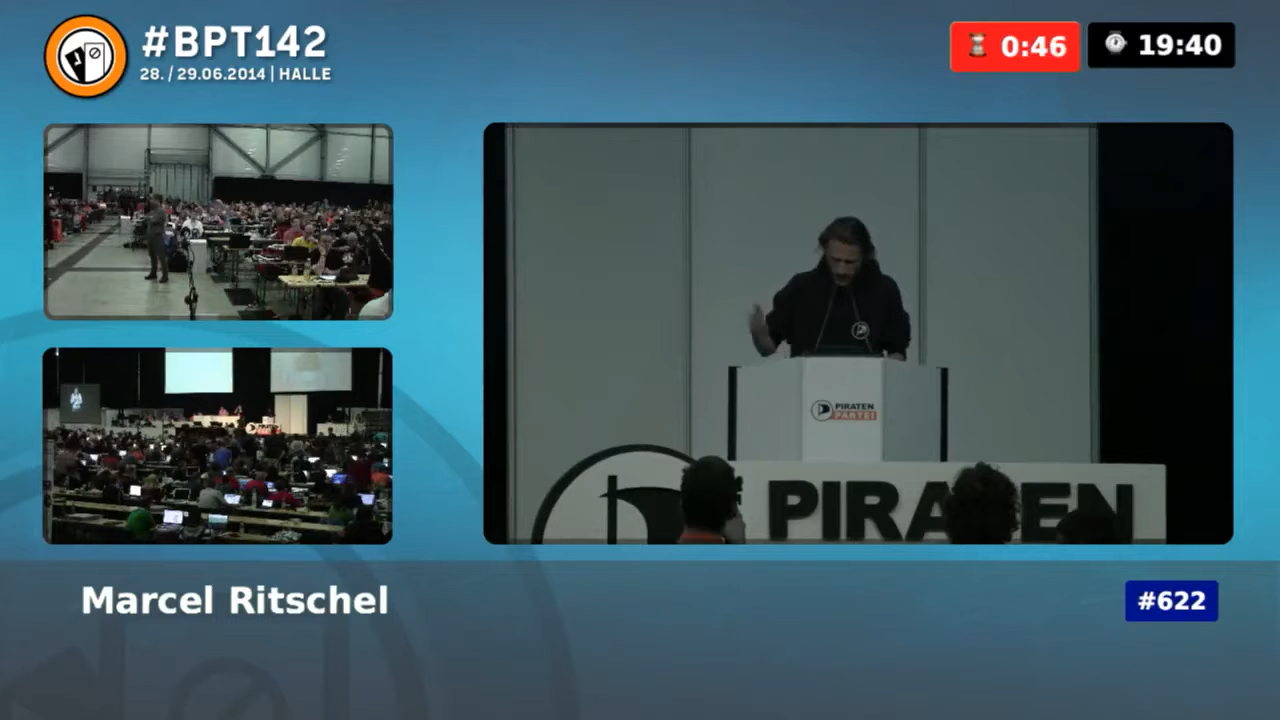 #BPT142
28. / 29.06.2014 | HALLE
0:46
19:40
PIRATEN
PARTEI
PIRATEN
Marcel Ritschel
#622